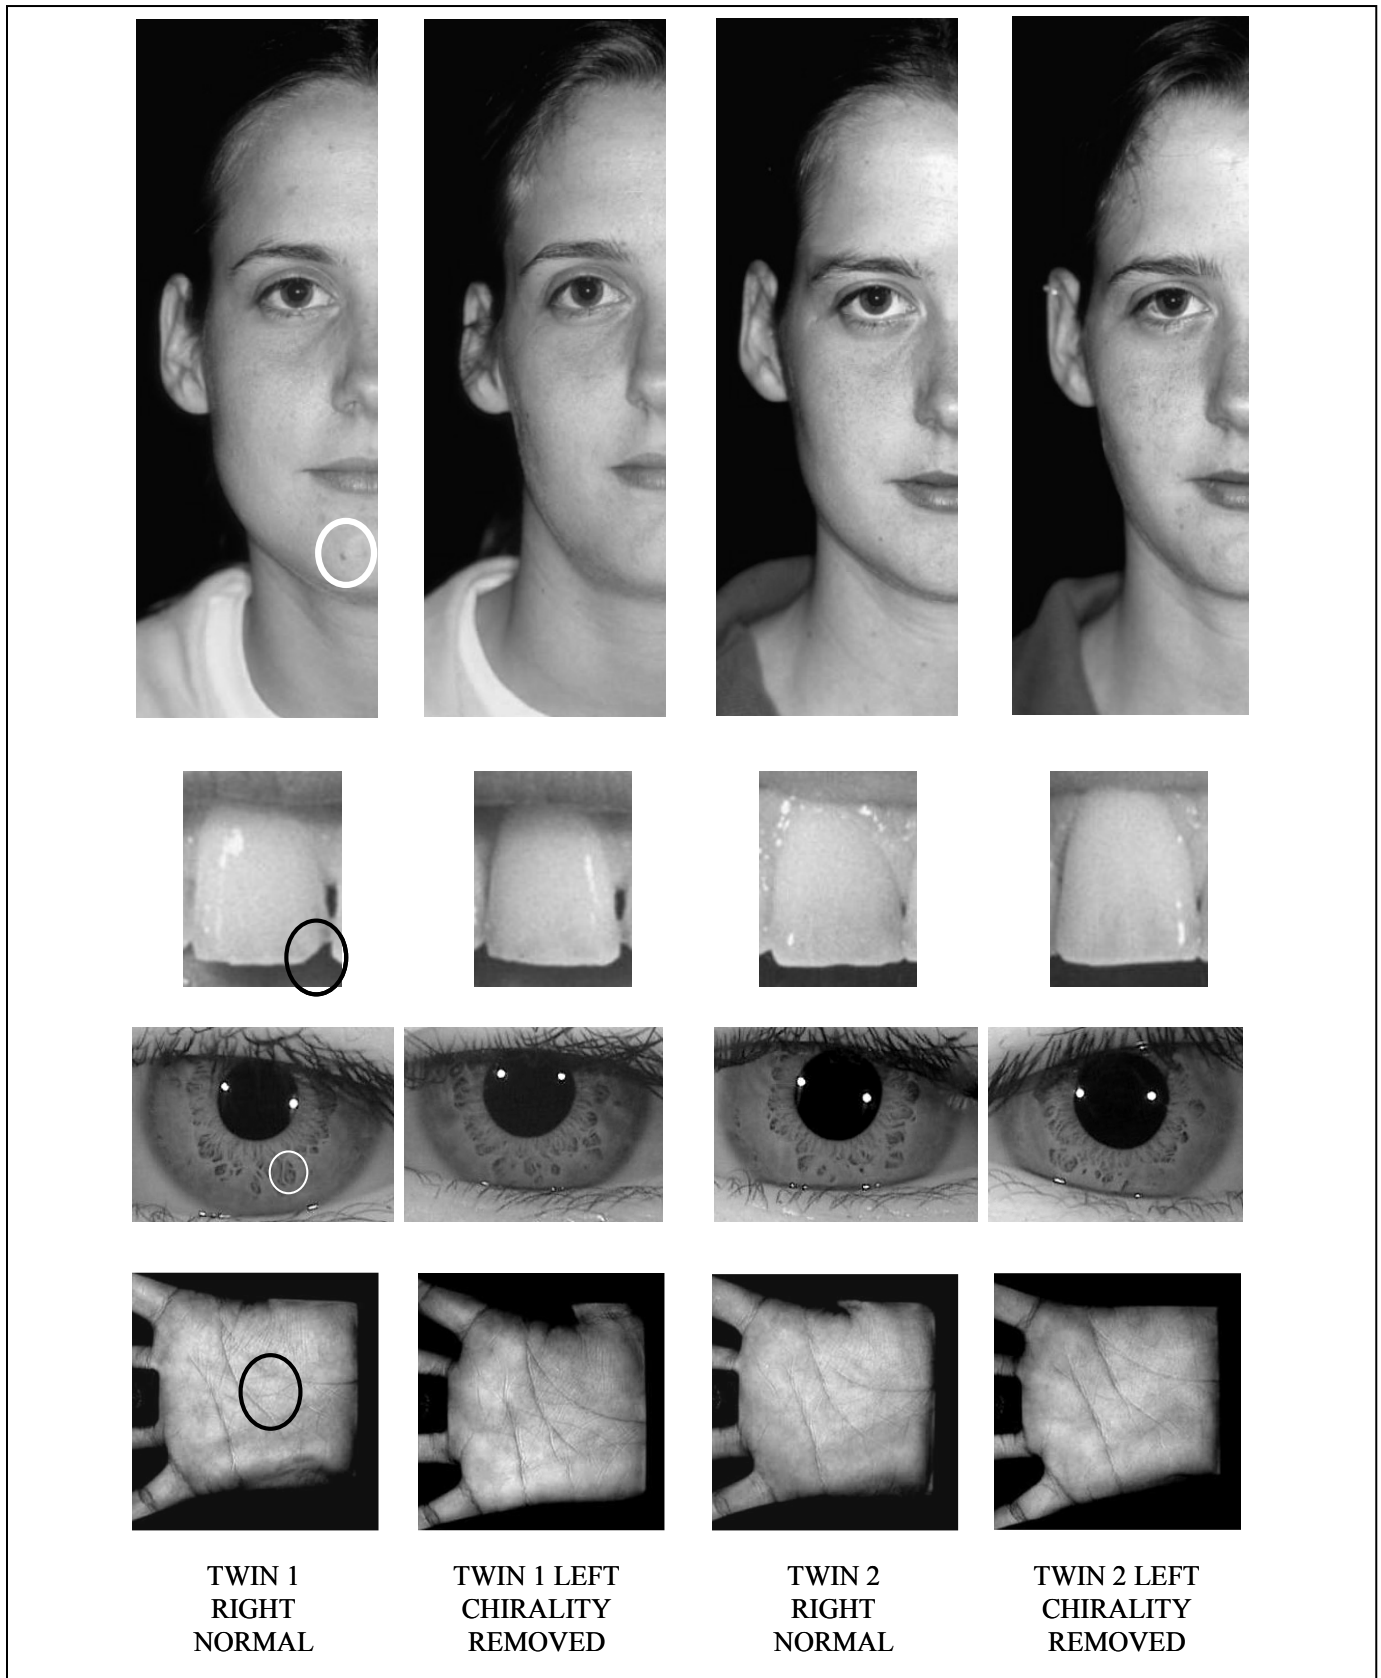 TWIN 1
RIGHT
NORMAL
TWIN 1 LEFT
CHIRALITY
REMOVED
TWIN 2
RIGHT
NORMAL
TWIN 2 LEFT
CHIRALITY
REMOVED